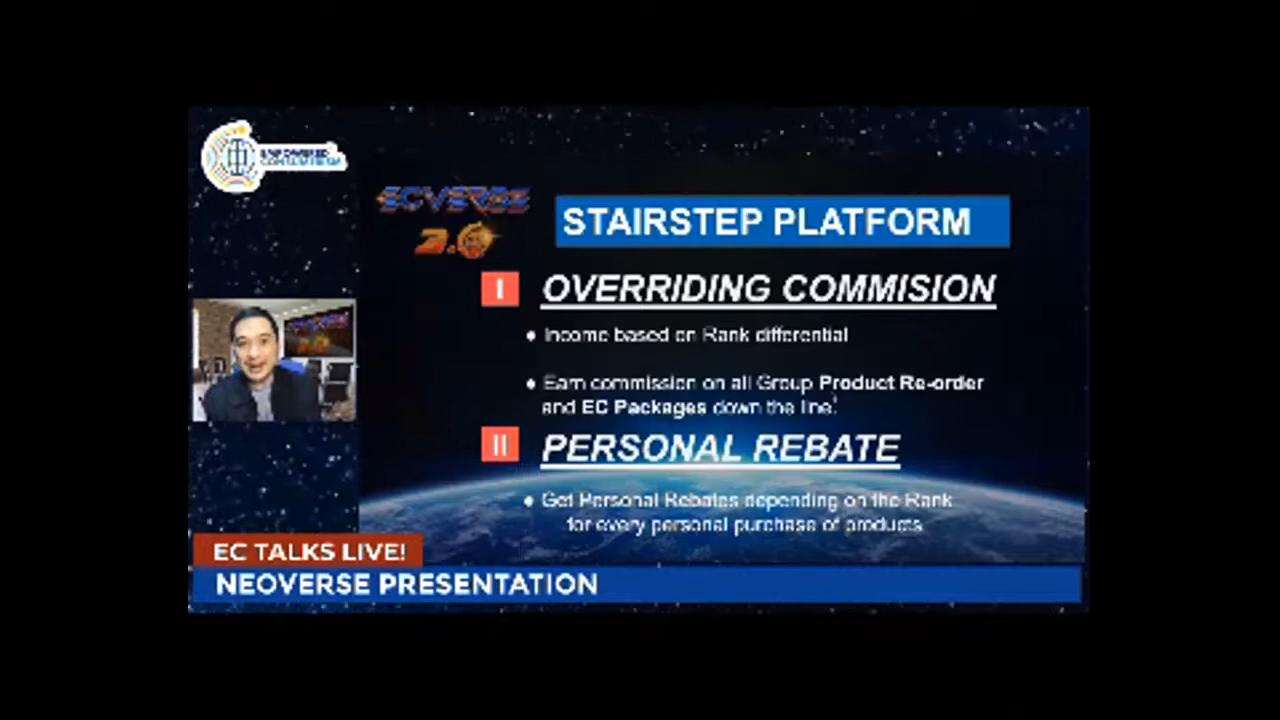 EMPOWERED
CONSUMERISM
ECVERSE
STAIRSTEP PLATFORM
I
OVERRIDING COMMISION
• Income based on Rank differential
• Earn commission on all Group Product Re-order
and EC Packages down the line.
II
PERSONAL REBATE
• Get Personal Rebates depending on the Rank
for every personal purchase of products
EC TALKS LIVE!
NEOVERSE PRESENTATION